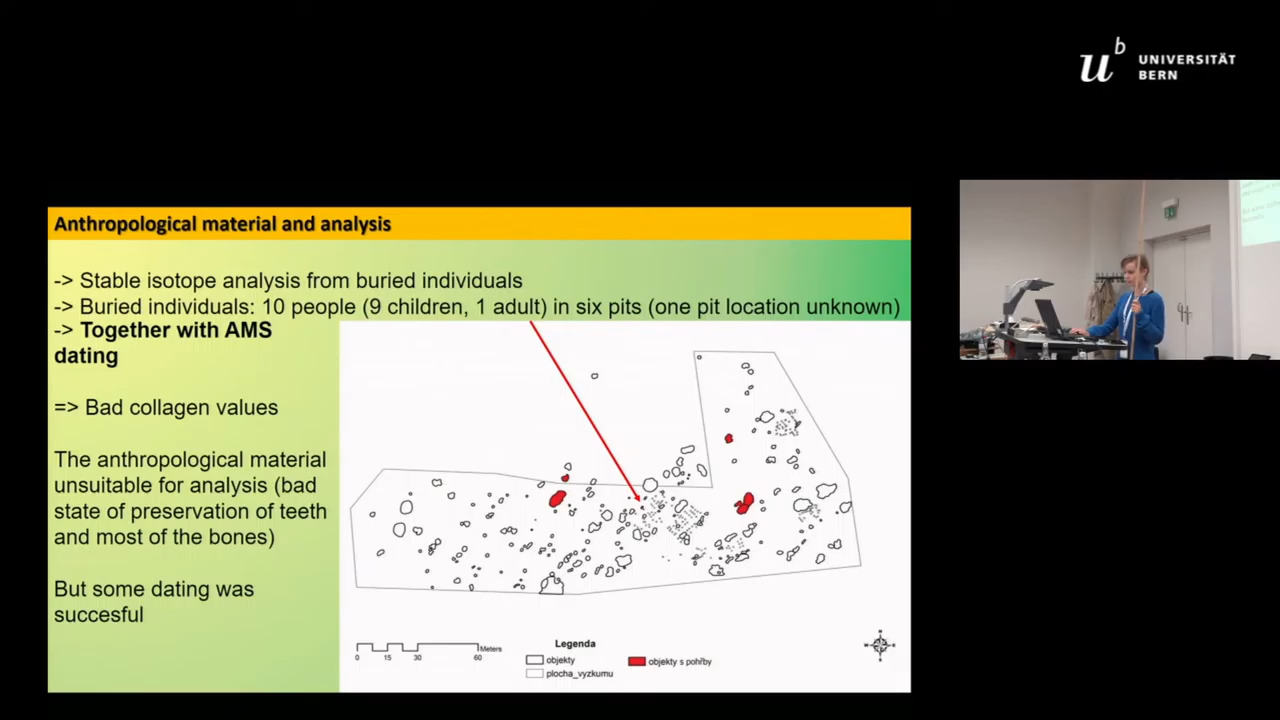 u
b
UNIVERSITÄT
BERN
Anthropological material and analysis
-> Stable isotope analysis from buried individuals
-> Buried individuals: 10 people (9 children, 1 adult) in six pits (one pit location unknown)
-> Together with AMS
dating
=> Bad collagen values
The anthropological material
unsuitable for analysis (bad
state of preservation of teeth
and most of the bones)
But some dating was
succesful
Meters
0 15 30 60
Legenda
objekty
objekty s pohřby
plocha_vyzkumu